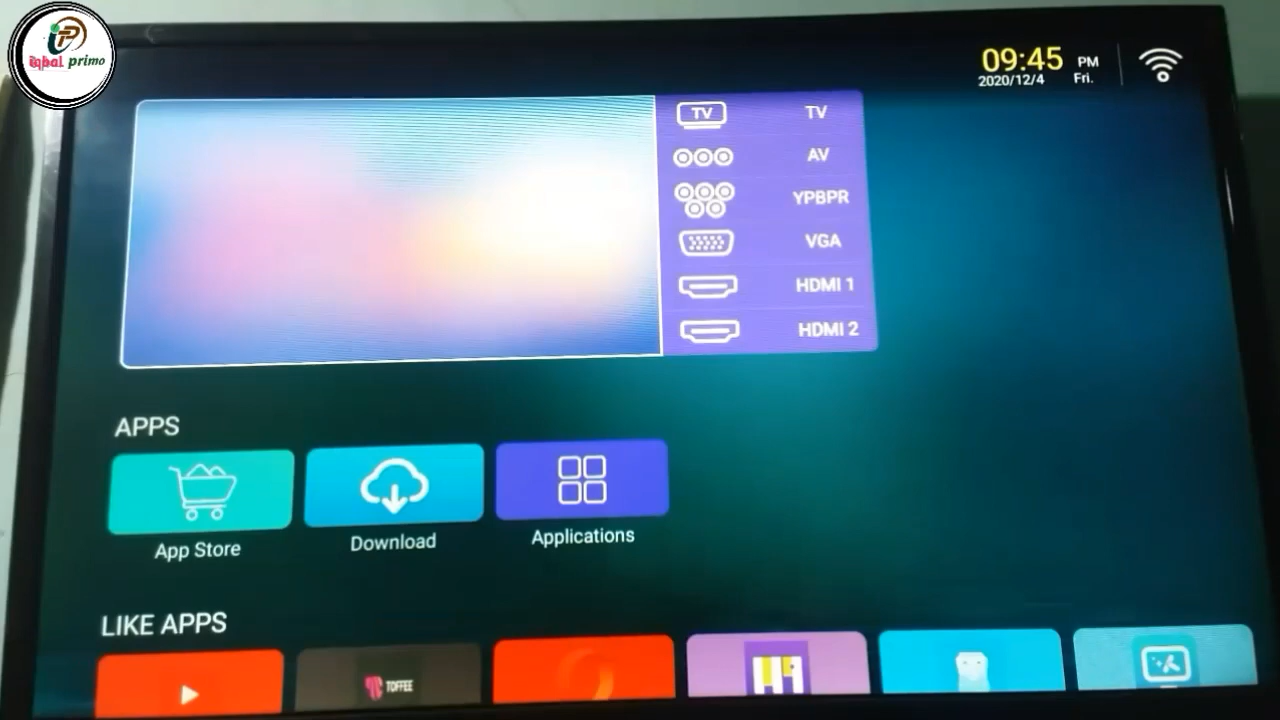 iqbal primo
09:45 PM
2020/12/4 Fri.
TV TV
AV
YPBPR
VGA
HDMI 1
HDMI 2
APPS
App Store
Download
Applications
LIKE APPS
TOFFEE